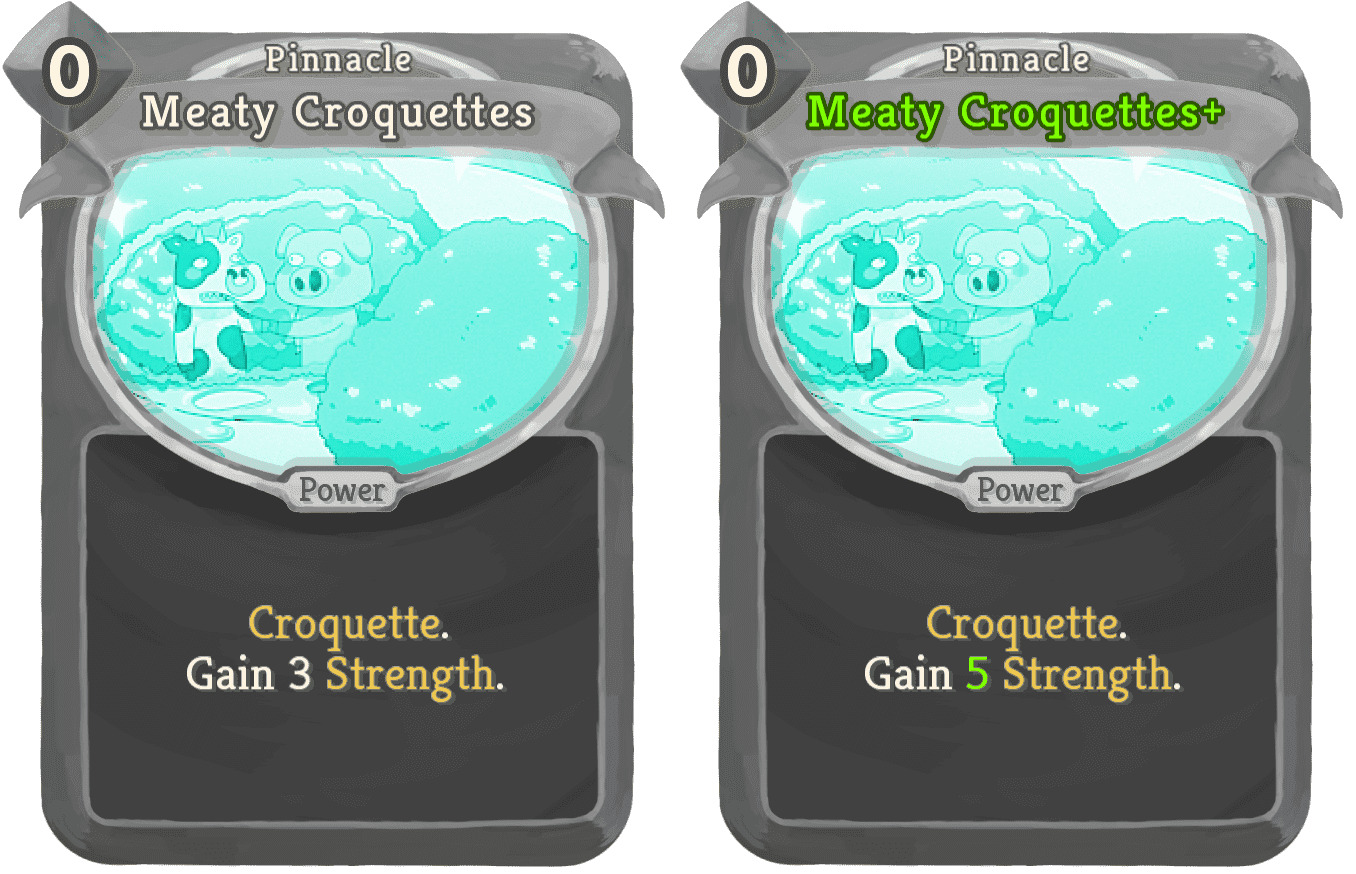 0
Pinnacle
Meaty Croquettes
Power
Croquette.
Gain 3 Strength.
0
Pinnacle
Meaty Croquettes+
Power
Croquette.
Gain 5 Strength.